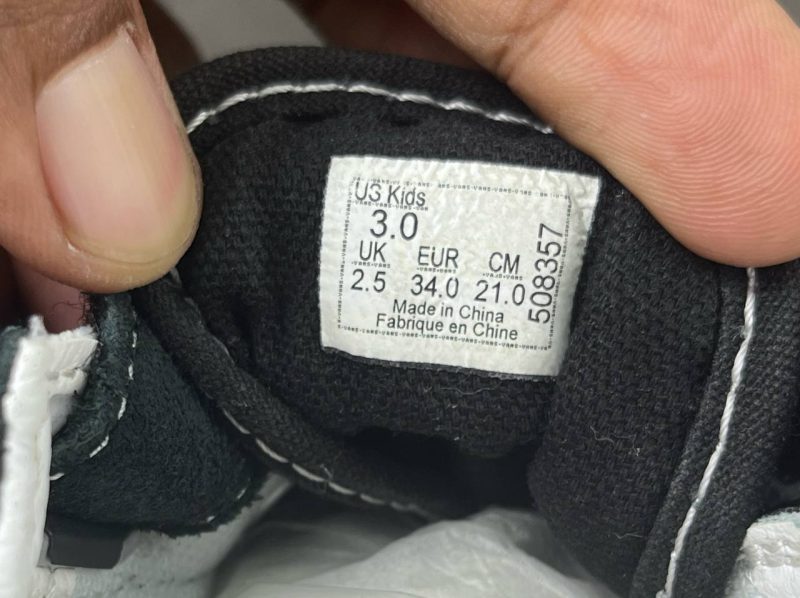 US Kids
3.0
UK EUR CM
2.5 34.0 21.0
Made in China
Fabrique en Chine
508357